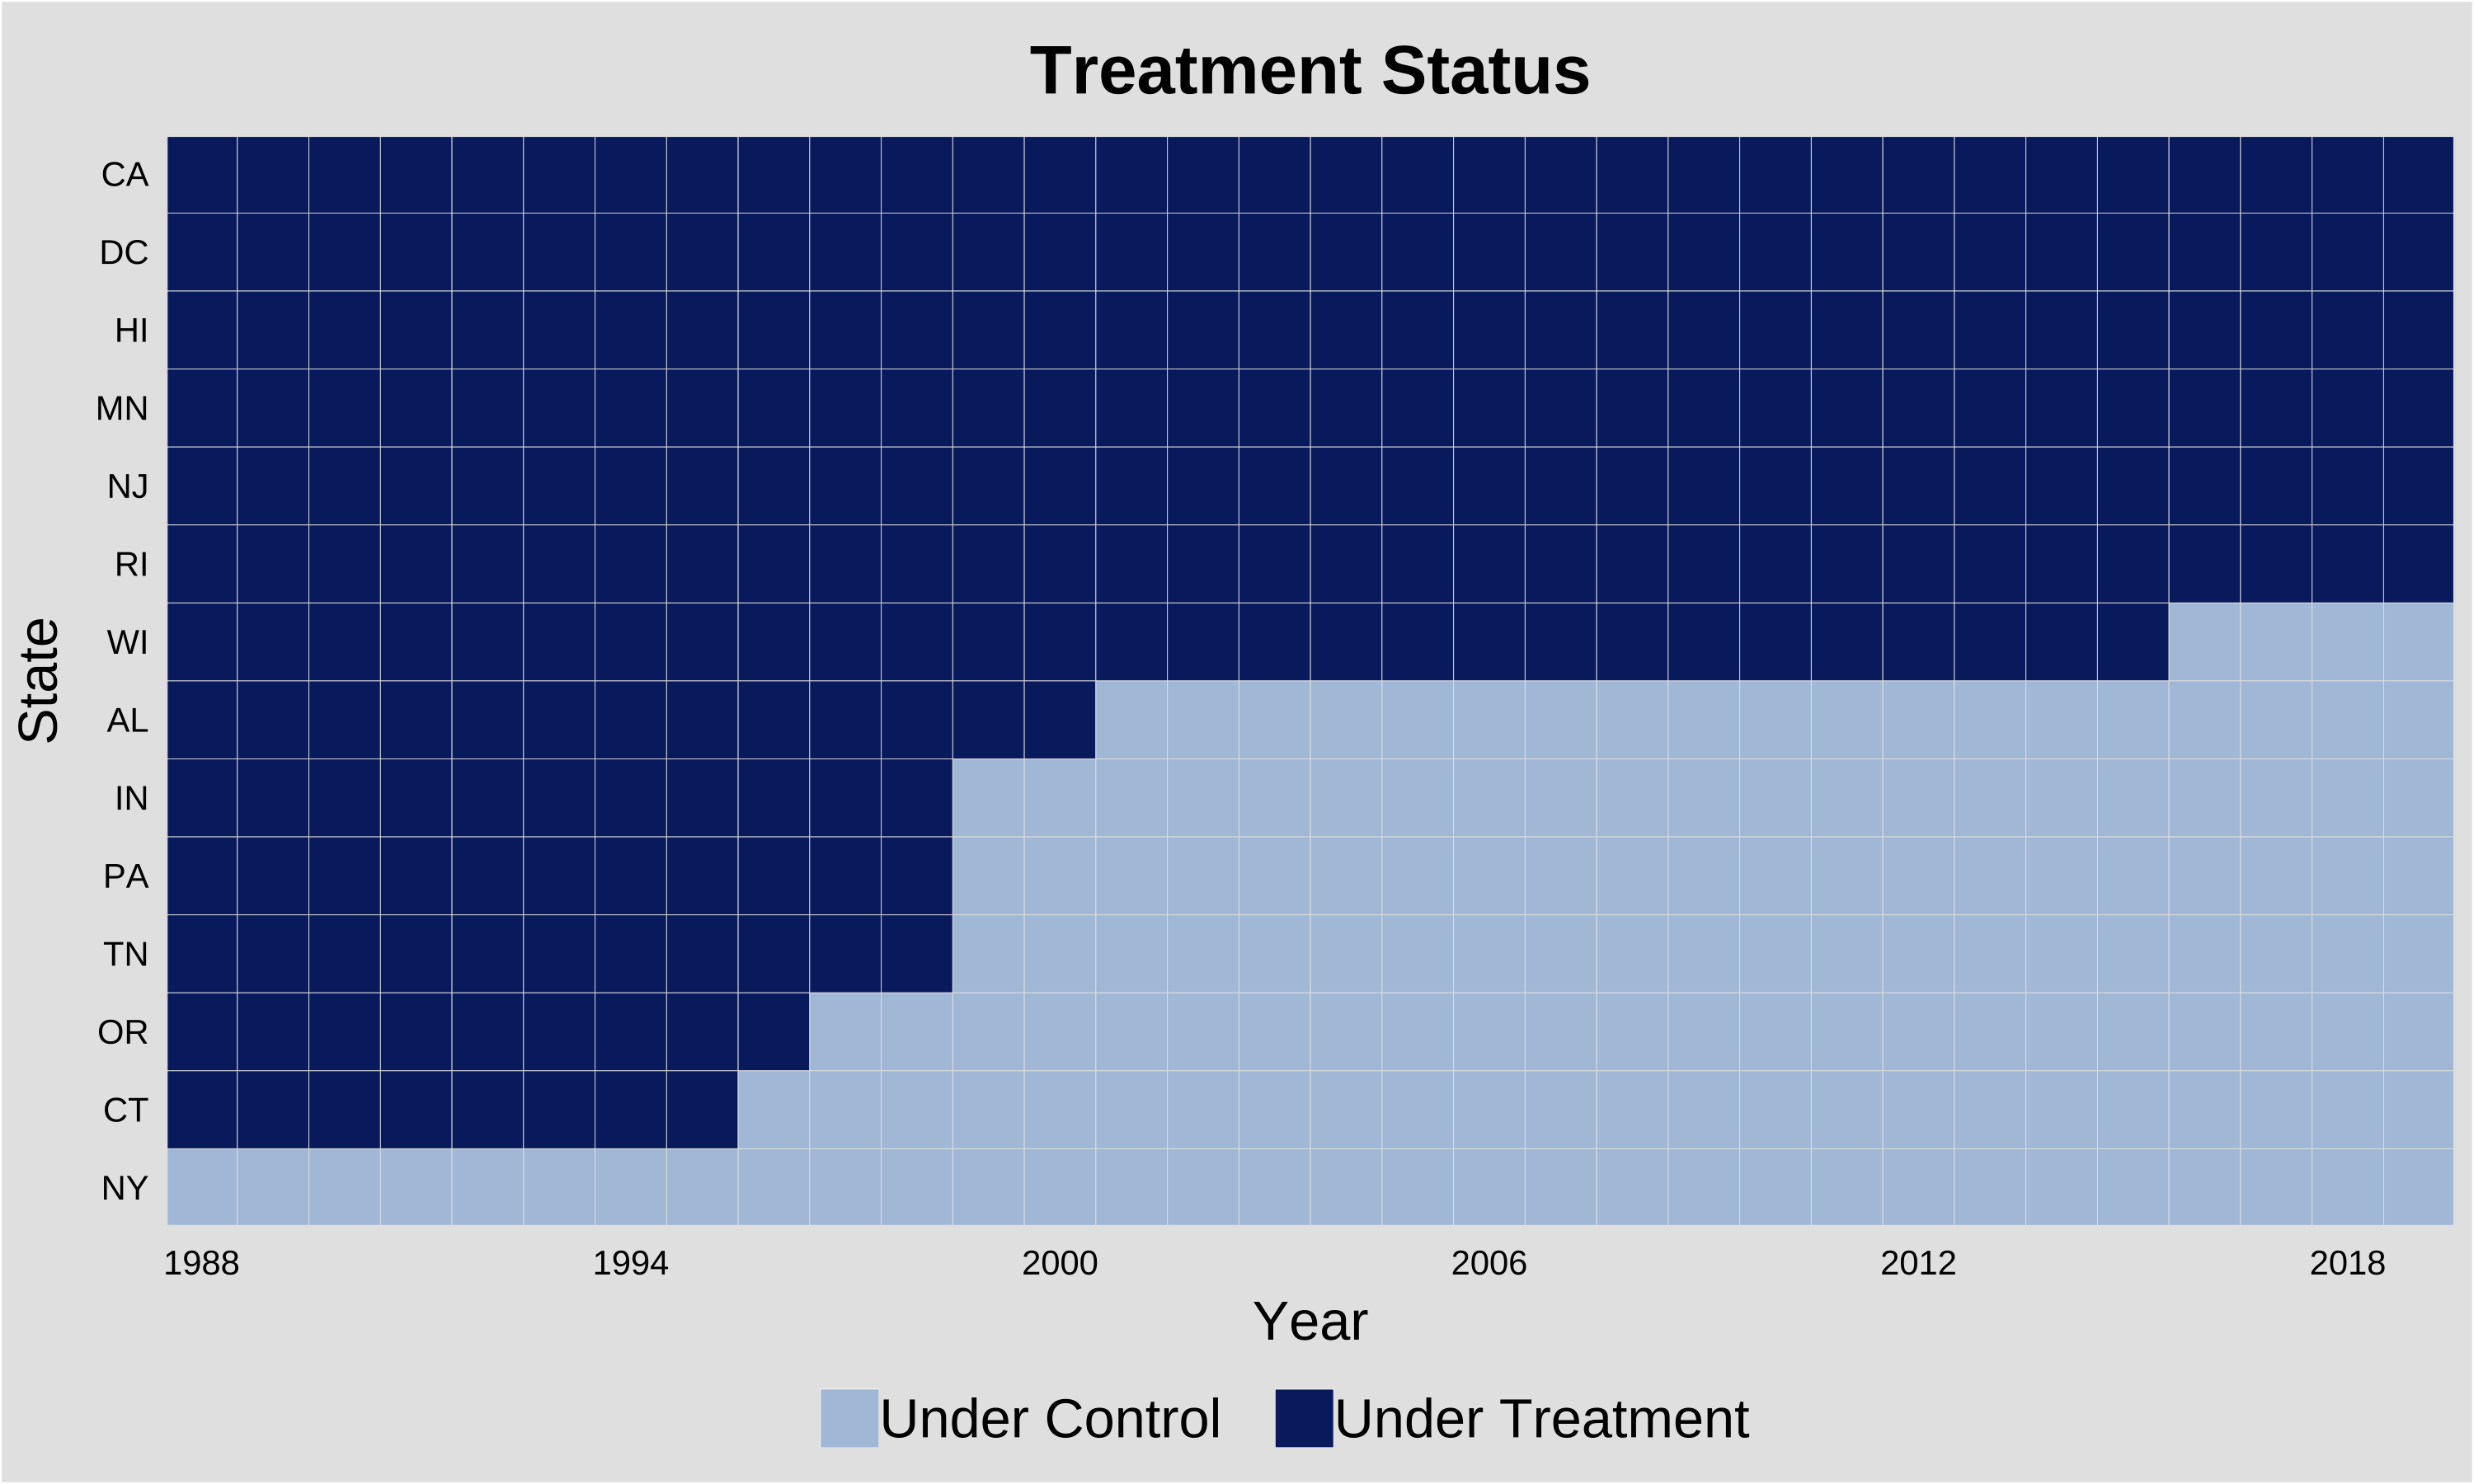 Treatment Status
CA
DC
HI
MN
NJ
RI
WI
AL
IN
PA
TN
OR
CT
NY
State
1988 1994 2000 2006 2012 2018
Year
Under Control Under Treatment